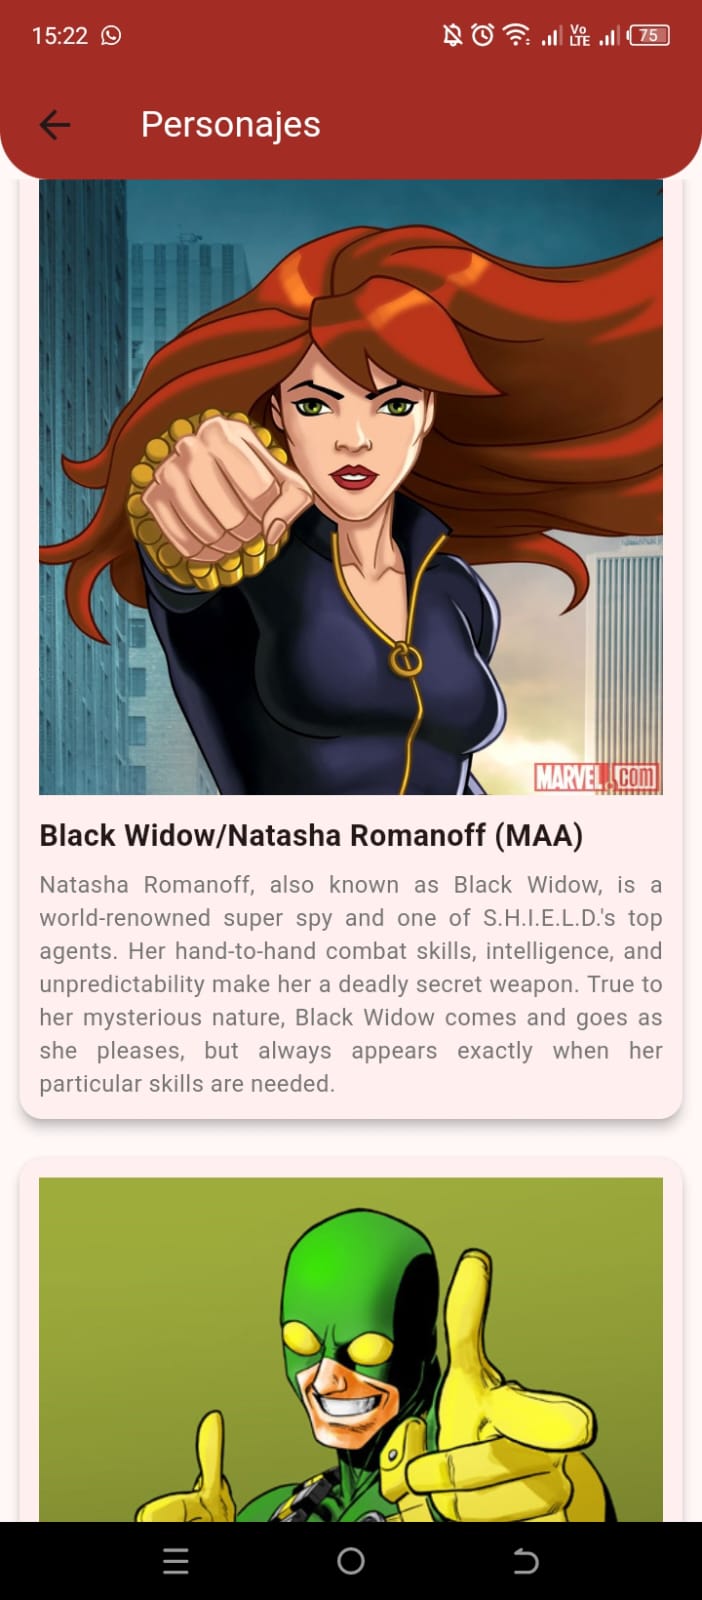 15:22
Vo
LTE
75
Personajes
MARVEL.com
Black Widow/Natasha Romanoff (MAA)
Natasha Romanoff, also known as Black Widow, is a
world-renowned super spy and one of S.H.I.E.L.D.'s top
agents. Her hand-to-hand combat skills, intelligence, and
unpredictability make her a deadly secret weapon. True to
her mysterious nature, Black Widow comes and goes as
she pleases, but always appears exactly when her
particular skills are needed.